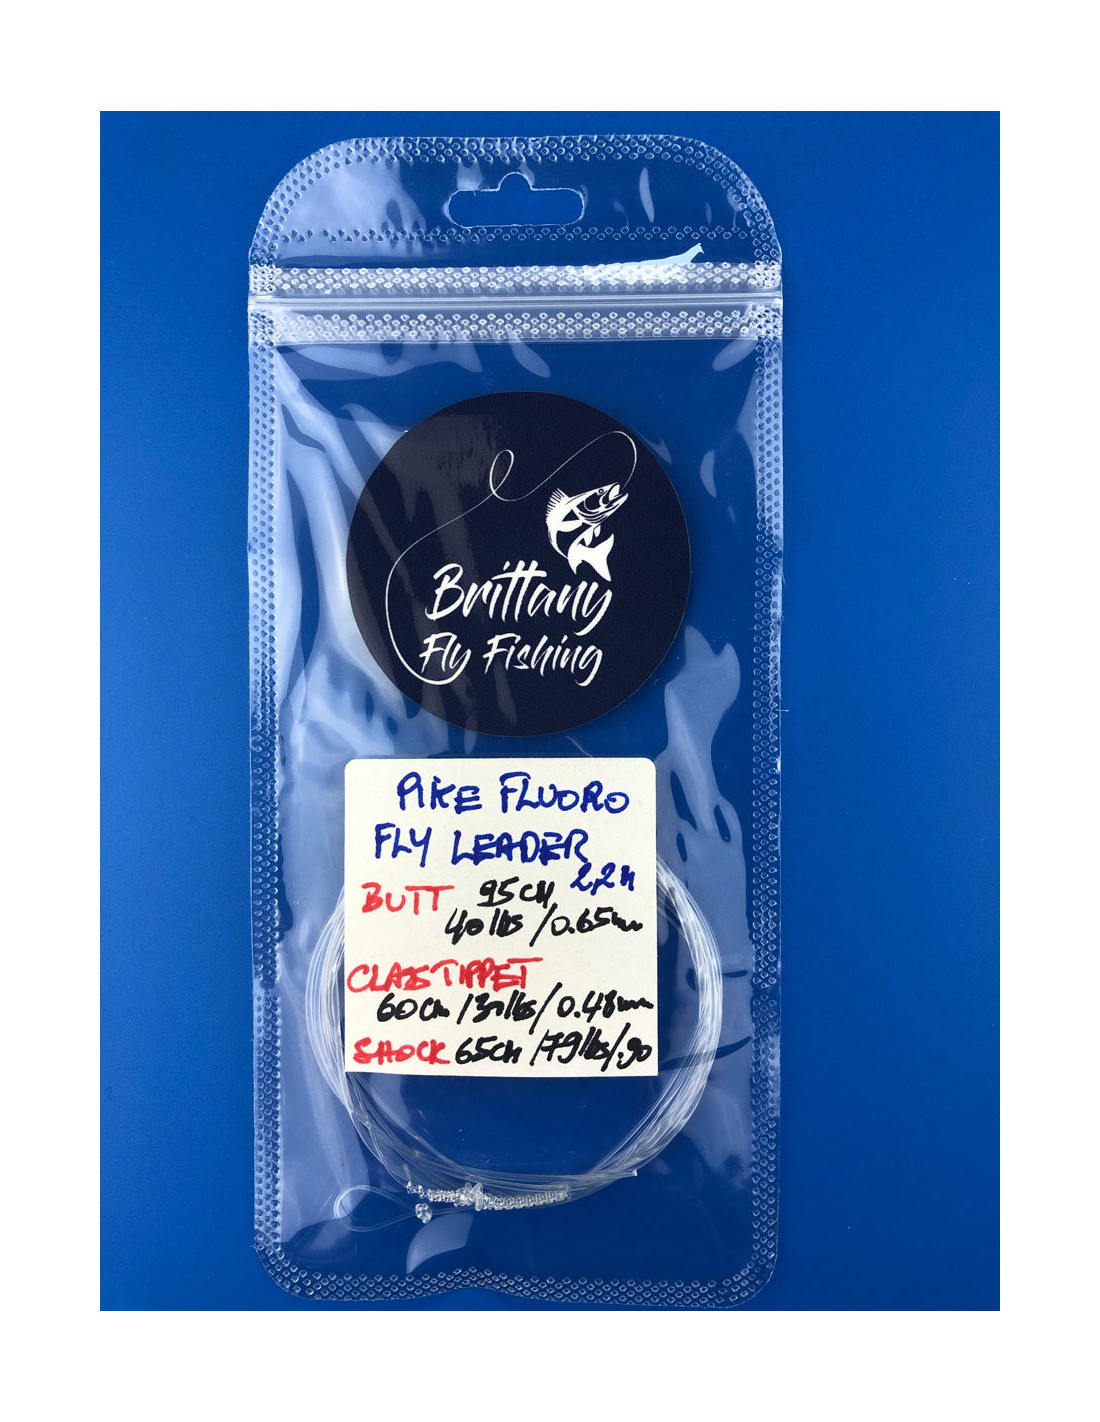 Brittany
Fly Fishing
PIKE FLUORO
FLY LEADER
2,2m
BUTT 95cm
40lbs /0.65mm
CLASS TIPPET
60cm /30lbs/ 0.48mm
SHOCK 65cm /79lbs/.90